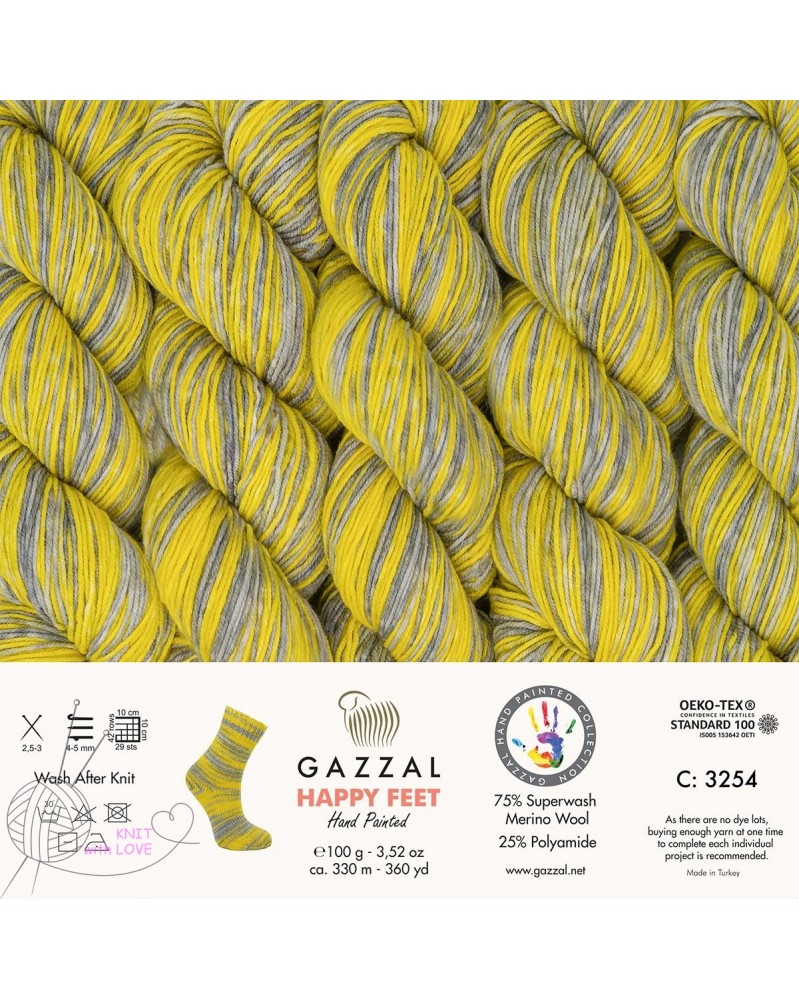 2,5-3
4-5 mm
10 cm
10 cm
42 rows
29 sts
Wash After Knit
30
KNIT
with LOVE
GAZZAL
HAPPY FEET
Hand Painted
℮100 g - 3,52 oz
ca. 330 m - 360 yd
GAZZAL HAND PAINTED COLLECTION
75% Superwash
Merino Wool
25% Polyamide
www.gazzal.net
OEKO-TEX®
CONFIDENCE IN TEXTILES
STANDARD 100
IS005 153642 OETI
C: 3254
As there are no dye lots,
buying enough yarn at one time
to complete each individual
project is recommended.
Made in Turkey